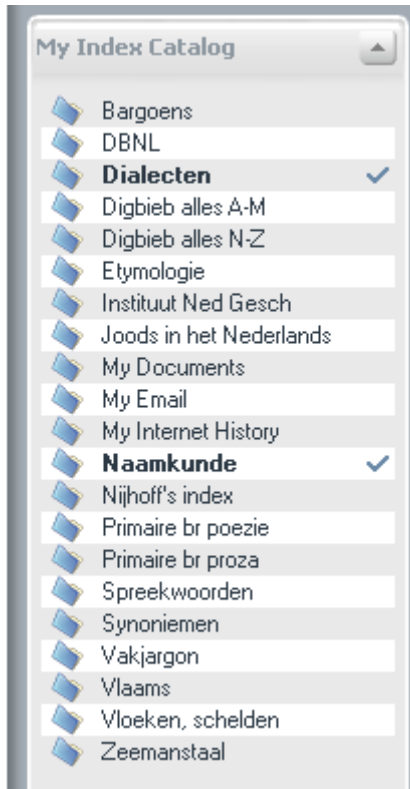 My Index Catalog
Bargoens
DBNL
Dialecten
Digbieb alles A-M
Digbieb alles N-Z
Etymologie
Instituut Ned Gesch
Joods in het Nederlands
My Documents
My Email
My Internet History
Naamkunde
Nijhoff's index
Primaire br poezie
Primaire br proza
Spreekwoorden
Synoniemen
Vakjargon
Vlaams
Vloeken, schelden
Zeemanstaal